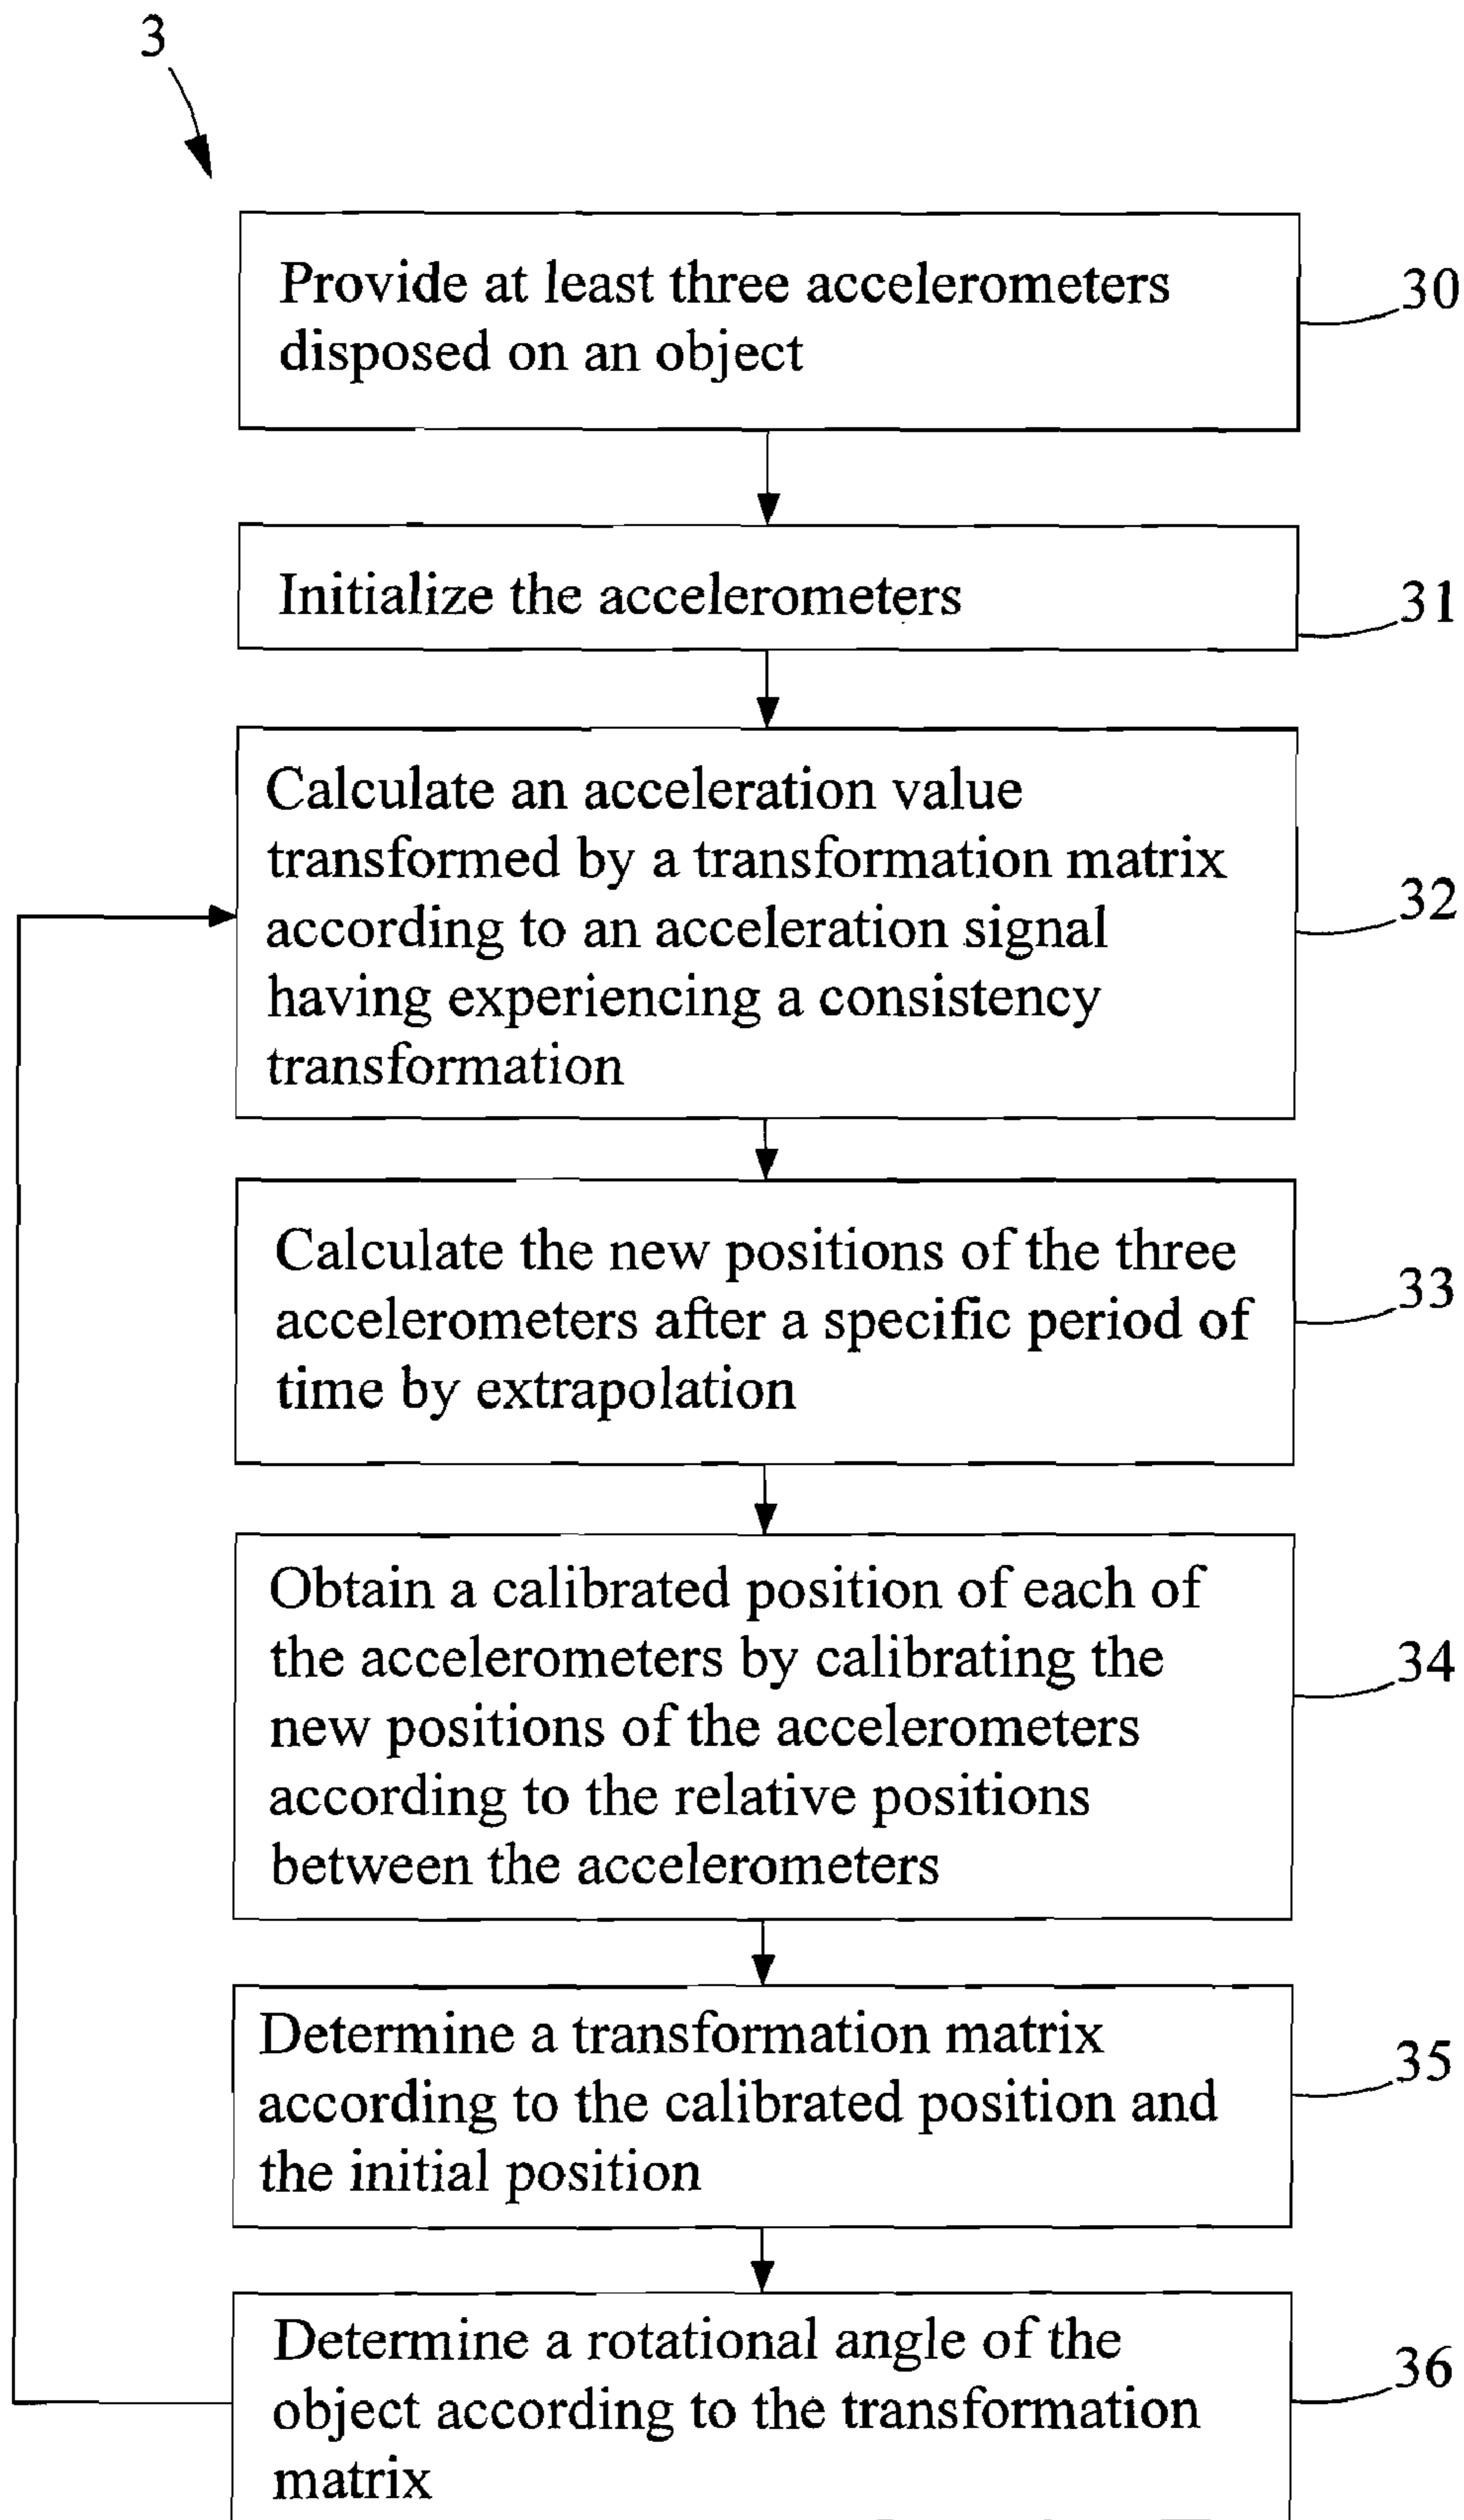 3
Provide at least three accelerometers
disposed on an object
30
Initialize the accelerometers
31
Calculate an acceleration value
transformed by a transformation matrix
according to an acceleration signal
having experiencing a consistency
transformation
32
Calculate the new positions of the three
accelerometers after a specific period of
time by extrapolation
33
Obtain a calibrated position of each of
the accelerometers by calibrating the
new positions of the accelerometers
according to the relative positions
between the accelerometers
34
Determine a transformation matrix
according to the calibrated position and
the initial position
35
Determine a rotational angle of the
object according to the transformation
matrix
36